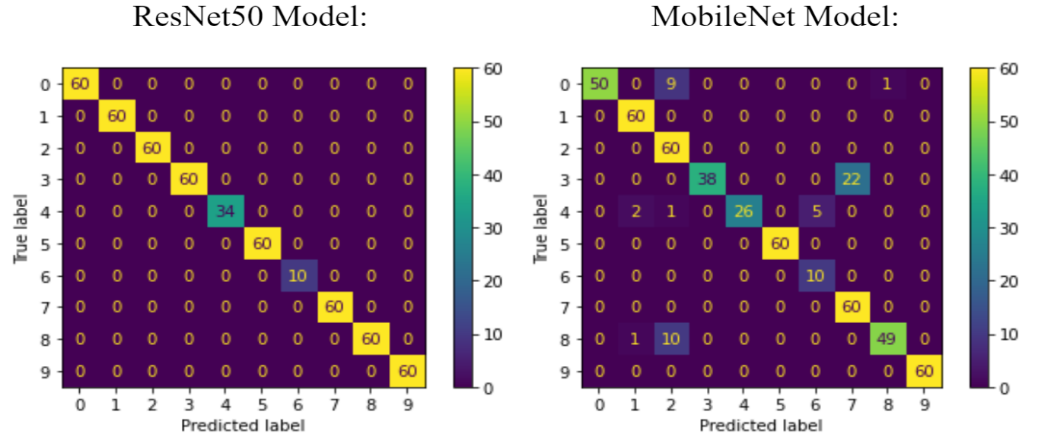 ResNet50 Model:
0 60 0 0 0 0 0 0 0 0 0
1 0 60 0 0 0 0 0 0 0 0
2 0 0 60 0 0 0 0 0 0 0
3 0 0 0 60 0 0 0 0 0 0
4 0 0 0 0 34 0 0 0 0 0
5 0 0 0 0 0 60 0 0 0 0
6 0 0 0 0 0 0 10 0 0 0
7 0 0 0 0 0 0 0 60 0 0
8 0 0 0 0 0 0 0 0 60 0
9 0 0 0 0 0 0 0 0 0 60
0 1 2 3 4 5 6 7 8 9
True label
Predicted label
60
50
40
30
20
10
0
MobileNet Model:
0 50 0 9 0 0 0 0 0 1 0
1 0 60 0 0 0 0 0 0 0 0
2 0 0 60 0 0 0 0 0 0 0
3 0 0 0 38 0 0 0 22 0 0
4 0 2 1 0 26 0 5 0 0 0
5 0 0 0 0 0 60 0 0 0 0
6 0 0 0 0 0 0 10 0 0 0
7 0 0 0 0 0 0 0 60 0 0
8 0 1 10 0 0 0 0 0 49 0
9 0 0 0 0 0 0 0 0 0 60
0 1 2 3 4 5 6 7 8 9
True label
Predicted label
60
50
40
30
20
10
0